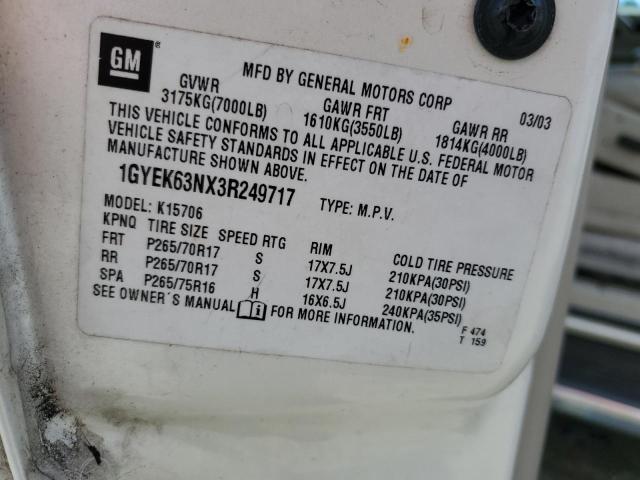 GM
MFD BY GENERAL MOTORS CORP 03/03
GVWR GAWR FRT GAWR RR
3175KG(7000LB) 1610KG(3550LB) 1814KG(4000LB)
THIS VEHICLE CONFORMS TO ALL APPLICABLE U.S. FEDERAL MOTOR
VEHICLE SAFETY STANDARDS IN EFFECT ON THE DATE OF
MANUFACTURE SHOWN ABOVE.
1GYEK63NX3R249717 TYPE: M.P.V.
MODEL: K15706
KPNQ TIRE SIZE SPEED RTG RIM COLD TIRE PRESSURE
FRT P265/70R17 S 17X7.5J 210KPA(30PSI)
RR P265/70R17 S 17X7.5J 210KPA(30PSI)
SPA P265/75R16 H 16X6.5J 240KPA(35PSI)
SEE OWNER'S MANUAL FOR MORE INFORMATION.
F 474
T 159